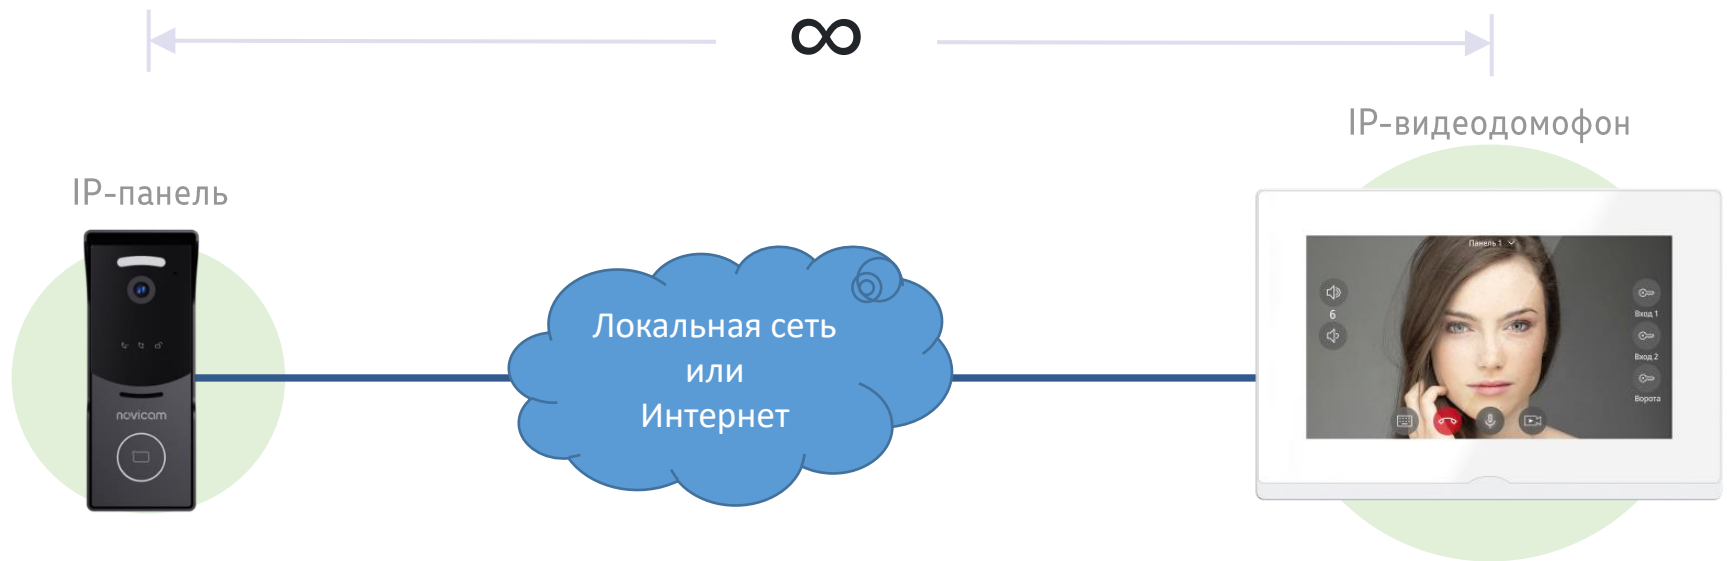 ∞
IP-видеодомофон
IP-панель
Панель 1
6
Вход 1
Вход 2
Ворота
Локальная сеть
или
Интернет
novicam